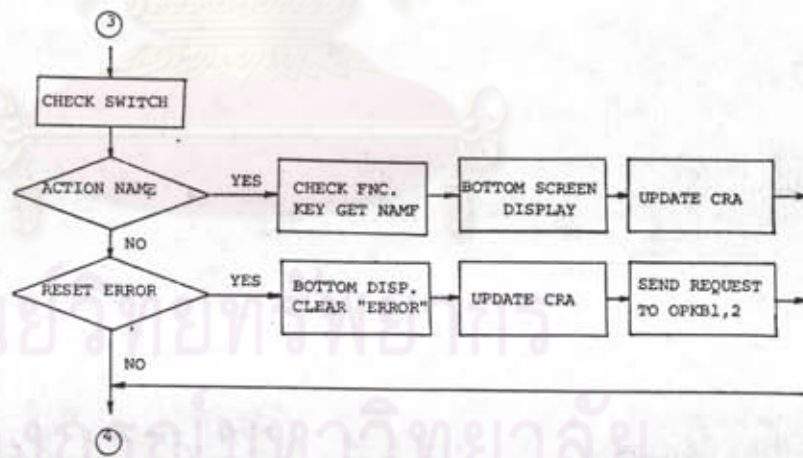 3
CHECK SWITCH
ACTION NAME
YES
CHECK FNC.
KEY GET NAMF
BOTTOM SCREEN
DISPLAY
UPDATE CRA
NO
RESET ERROR
YES
BOTTOM DISP.
CLEAR "ERROR"
UPDATE CRA
SEND REQUEST
TO OPKB1,2
NO
4